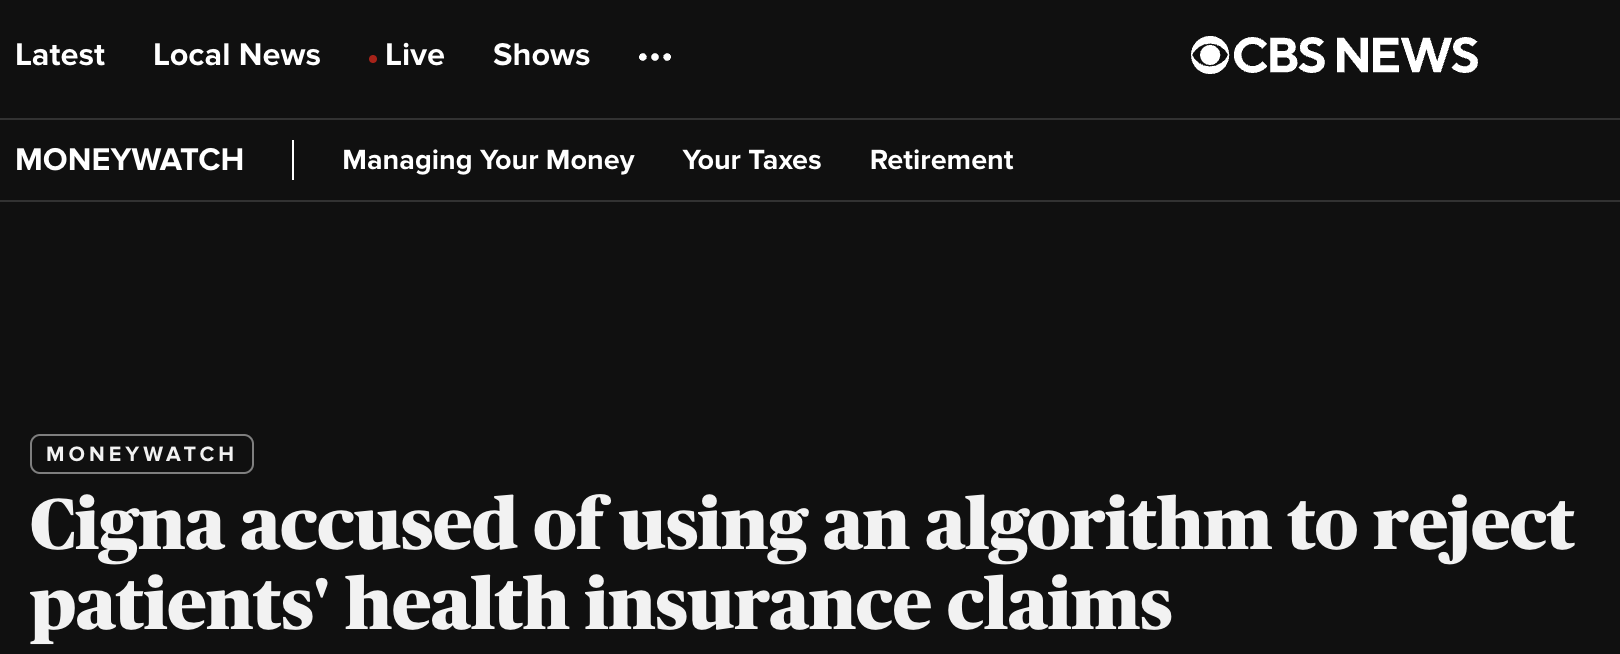 Latest Local News Live Shows ••• CBS NEWS
MONEYWATCH Managing Your Money Your Taxes Retirement
MONEYWATCH
Cigna accused of using an algorithm to reject
patients' health insurance claims